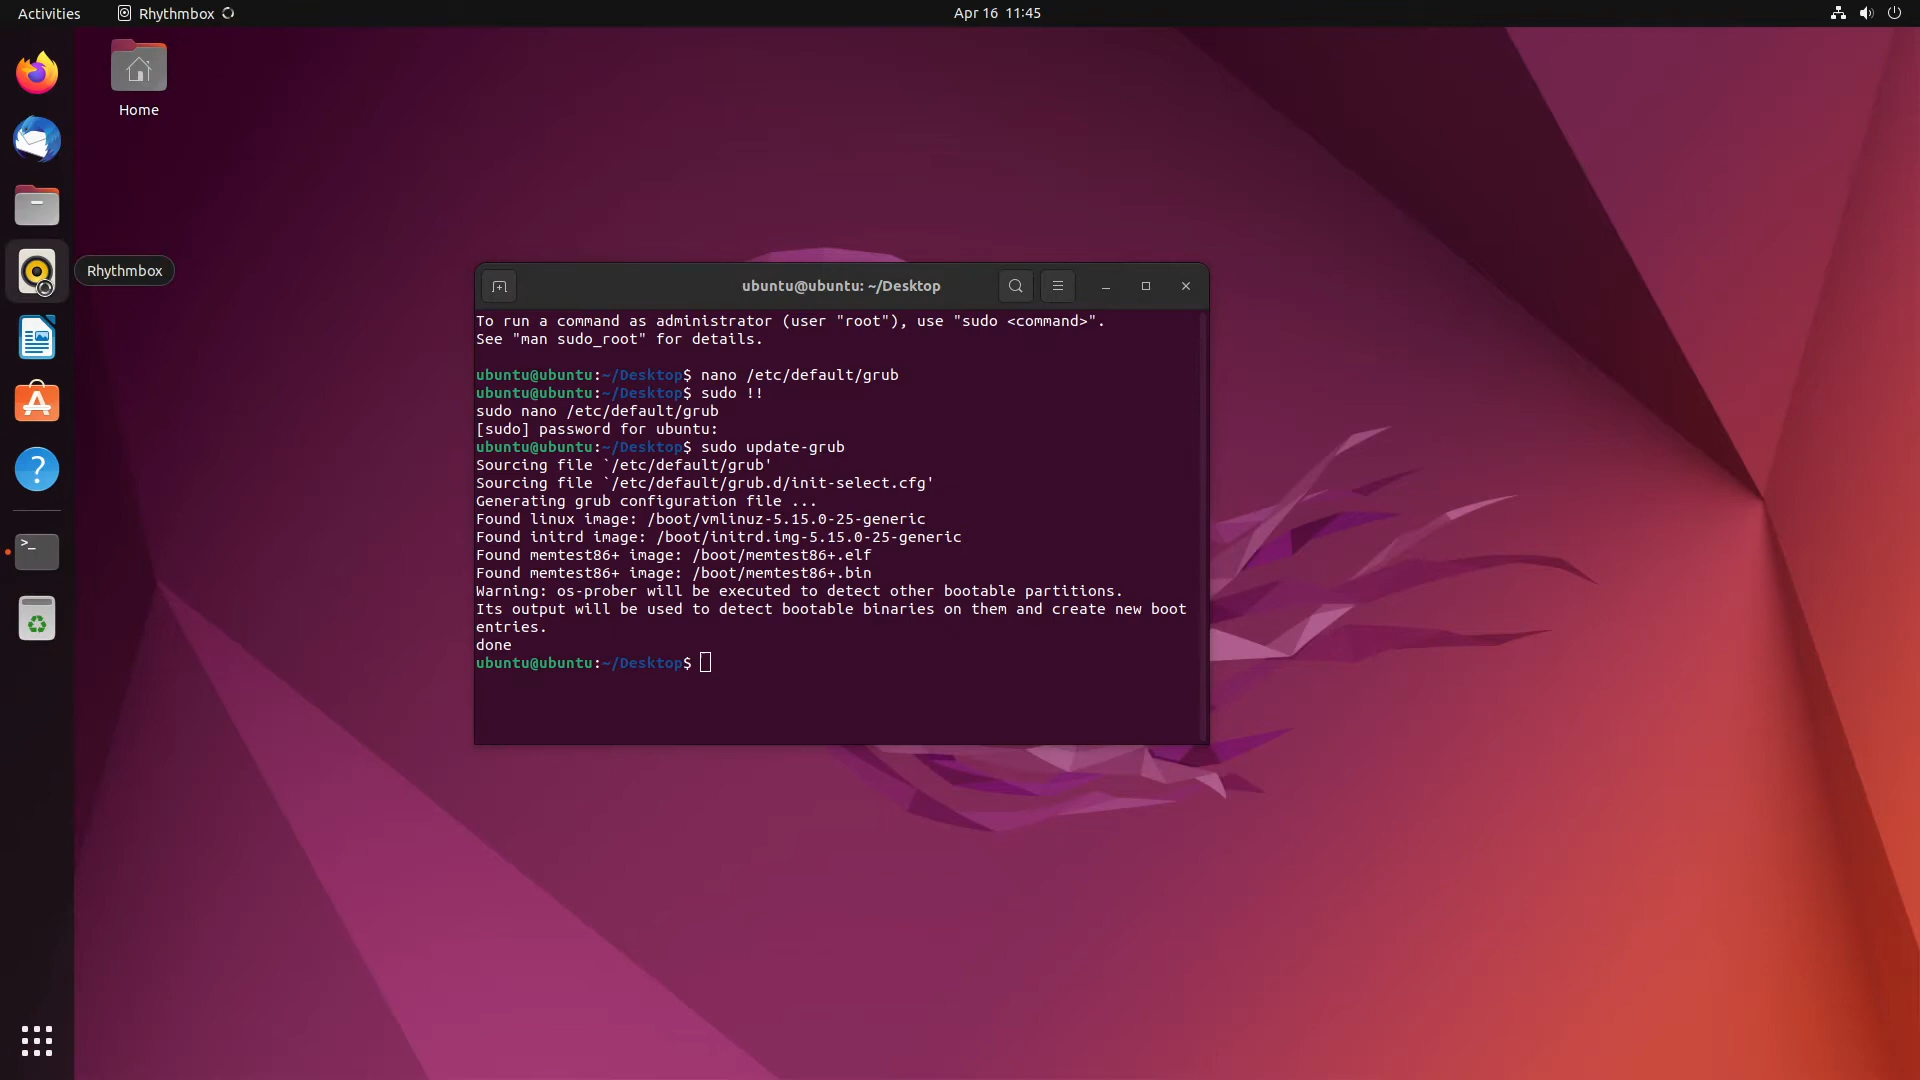 Activities
Rhythmbox
Apr 16 11:45
Home
Rhythmbox
ubuntu@ubuntu: ~/Desktop
To run a command as administrator (user "root"), use "sudo <command>".
See "man sudo_root" for details.
ubuntu@ubuntu:~/Desktop$ nano /etc/default/grub
ubuntu@ubuntu:~/Desktop$ sudo !!
sudo nano /etc/default/grub
[sudo] password for ubuntu:
ubuntu@ubuntu:~/Desktop$ sudo update-grub
Sourcing file `/etc/default/grub'
Sourcing file `/etc/default/grub.d/init-select.cfg'
Generating grub configuration file ...
Found linux image: /boot/vmlinuz-5.15.0-25-generic
Found initrd image: /boot/initrd.img-5.15.0-25-generic
Found memtest86+ image: /boot/memtest86+.elf
Found memtest86+ image: /boot/memtest86+.bin
Warning: os-prober will be executed to detect other bootable partitions.
Its output will be used to detect bootable binaries on them and create new boot
entries.
done
ubuntu@ubuntu:~/Desktop$